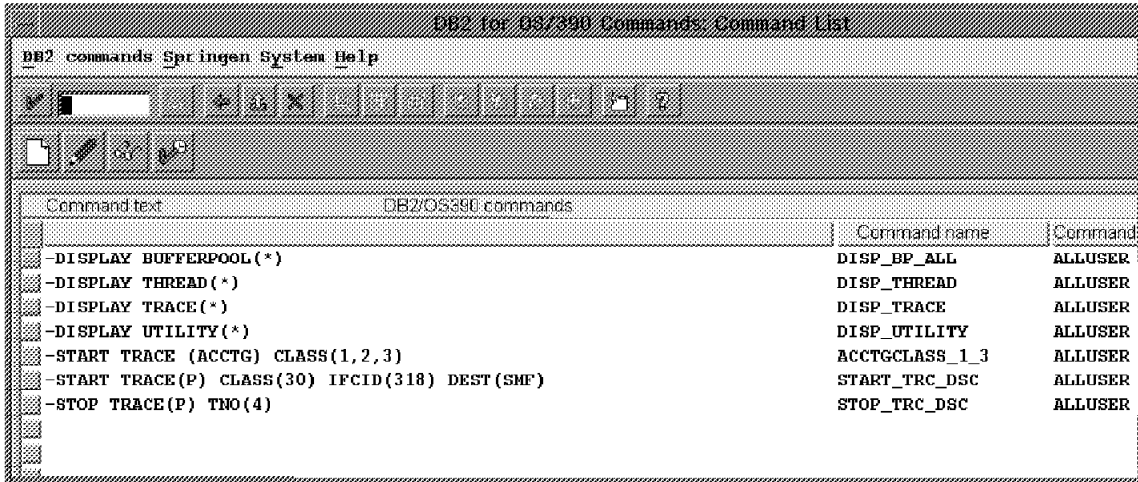 DB2 for OS/390 Commands: Command List
DB2 commands Springen System Help
Command text DB2/OS390 commands
Command name Command
-DISPLAY BUFFERPOOL(*) DISP_BP_ALL ALLUSER
-DISPLAY THREAD(*) DISP_THREAD ALLUSER
-DISPLAY TRACE(*) DISP_TRACE ALLUSER
-DISPLAY UTILITY(*) DISP_UTILITY ALLUSER
-START TRACE (ACCTG) CLASS(1,2,3) ACCTGCLASS_1_3 ALLUSER
-START TRACE(P) CLASS(30) IFCID(318) DEST(SMF) START_TRC_DSC ALLUSER
-STOP TRACE(P) TNO(4) STOP_TRC_DSC ALLUSER